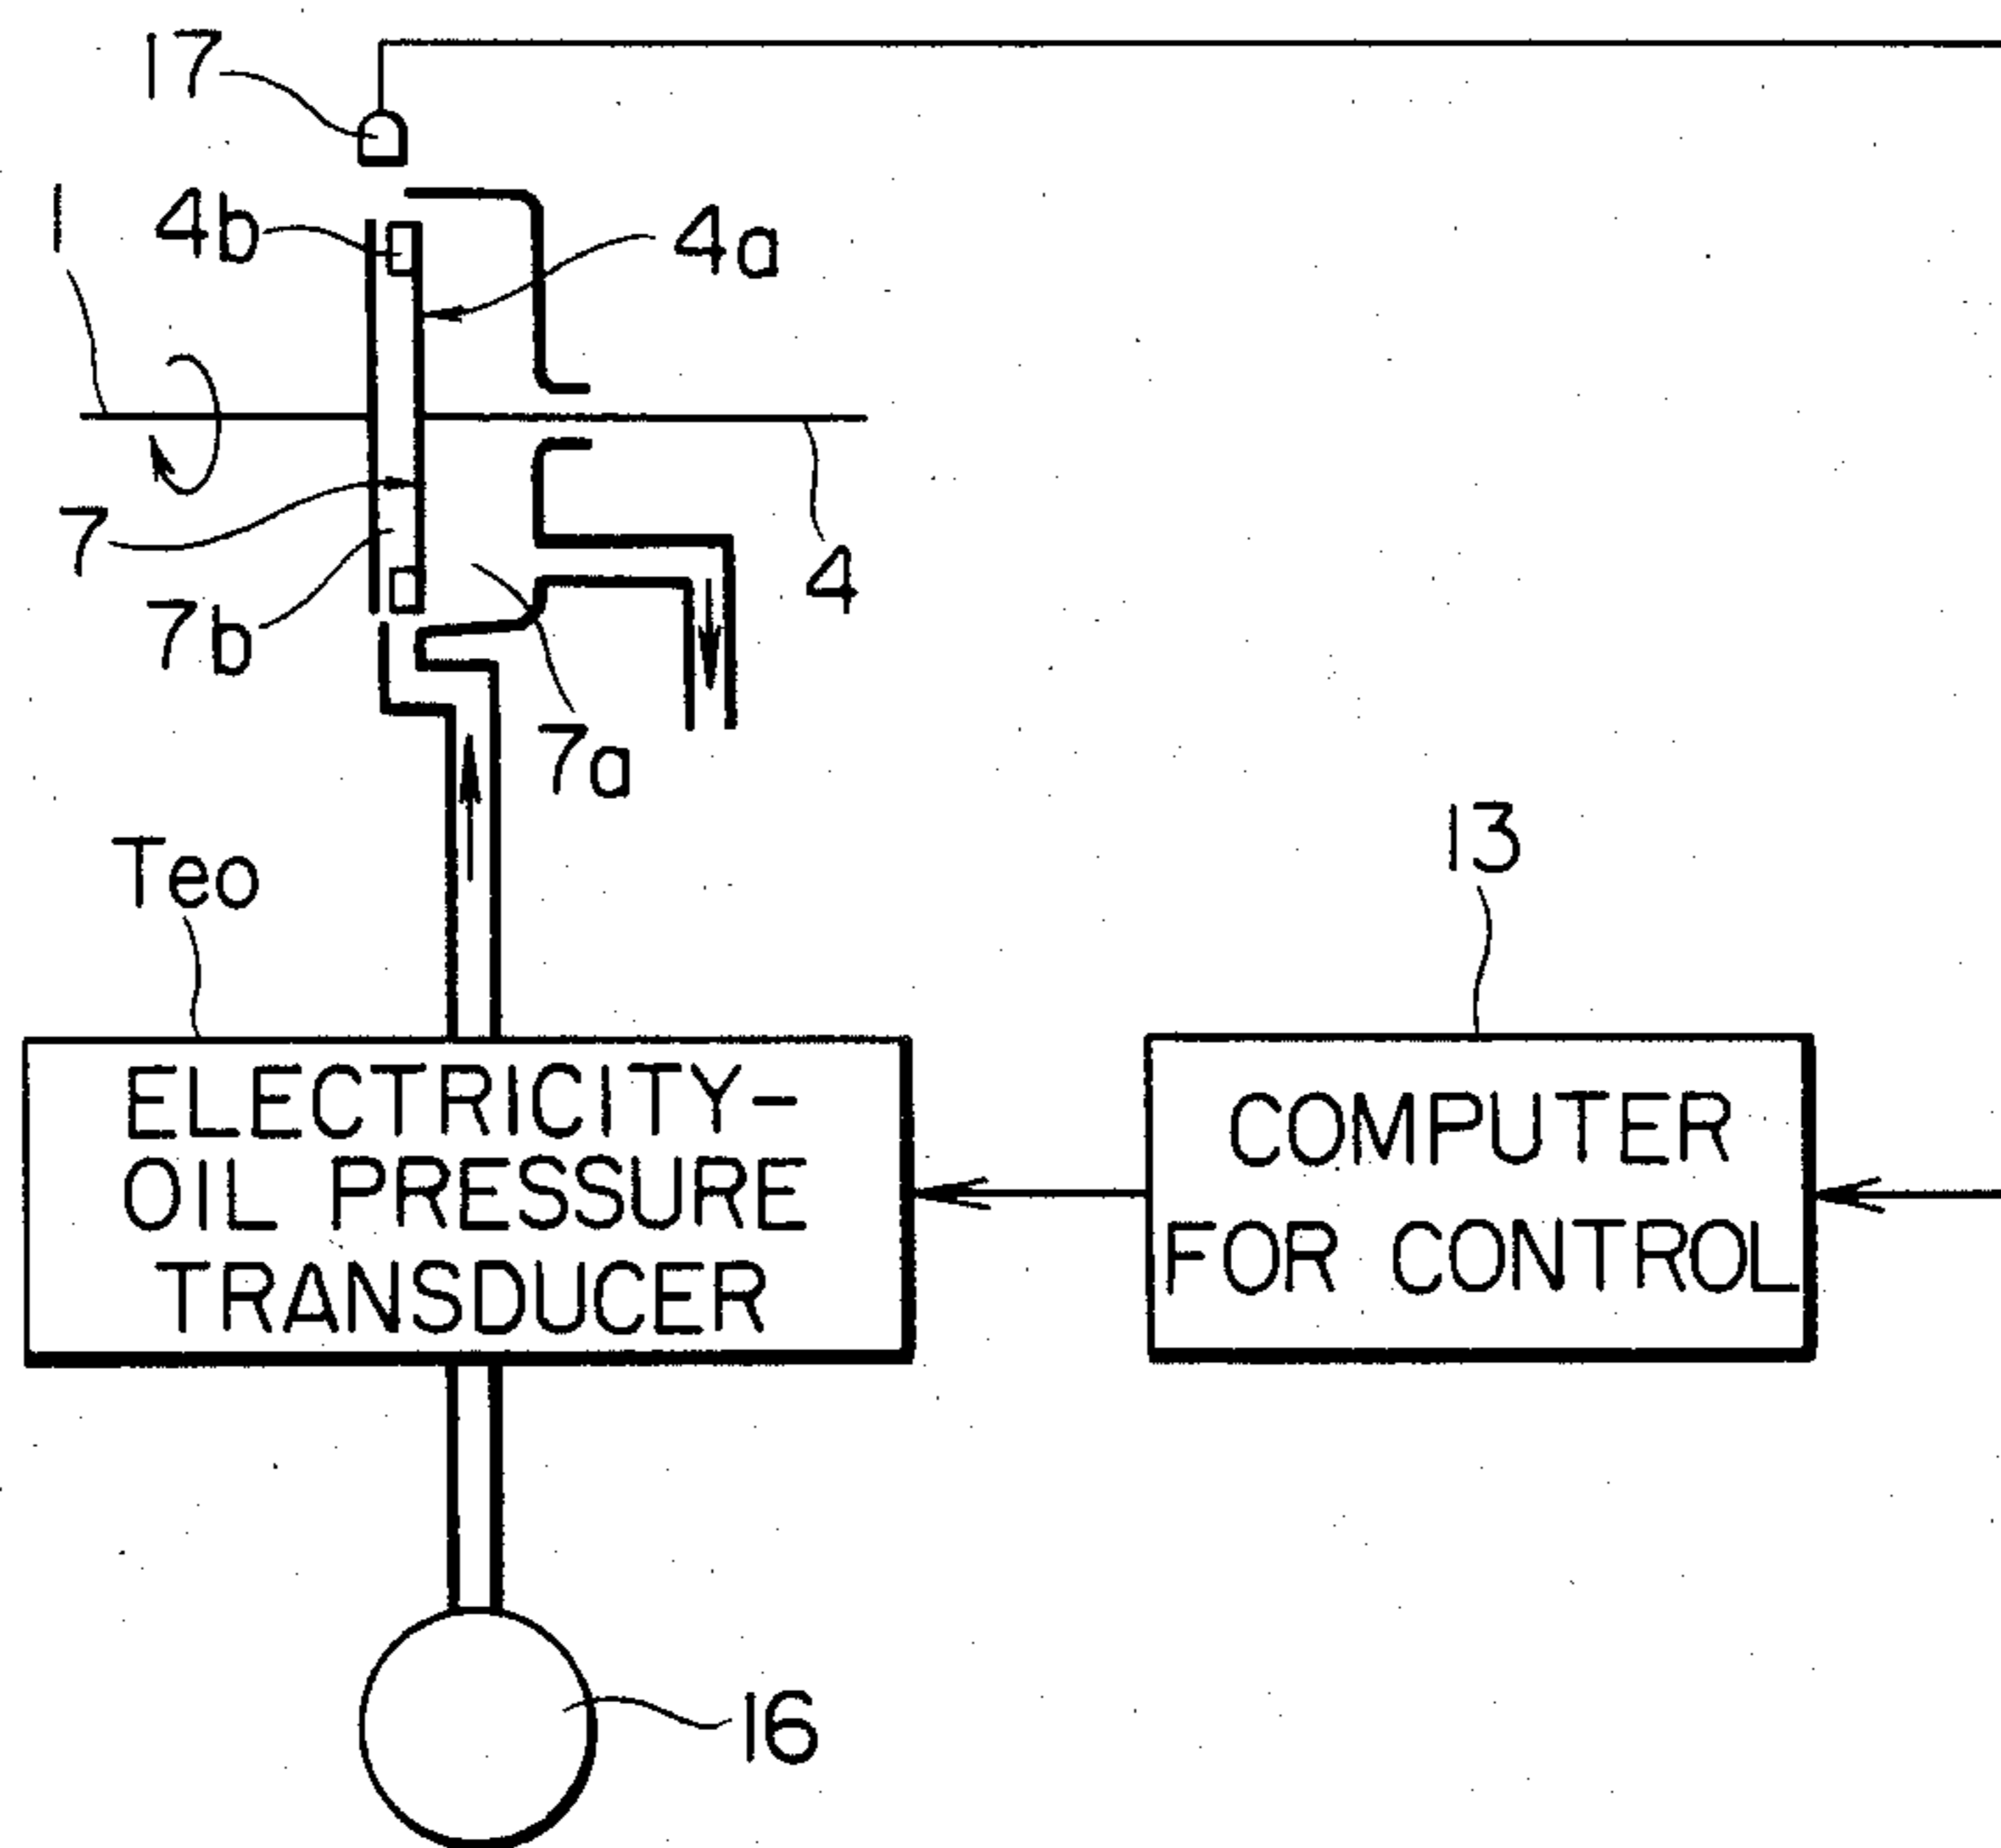 17
1
4b
4a
7
7b
4
7a
Teo
13
ELECTRICITY-
OIL PRESSURE
TRANSDUCER
COMPUTER
FOR CONTROL
16